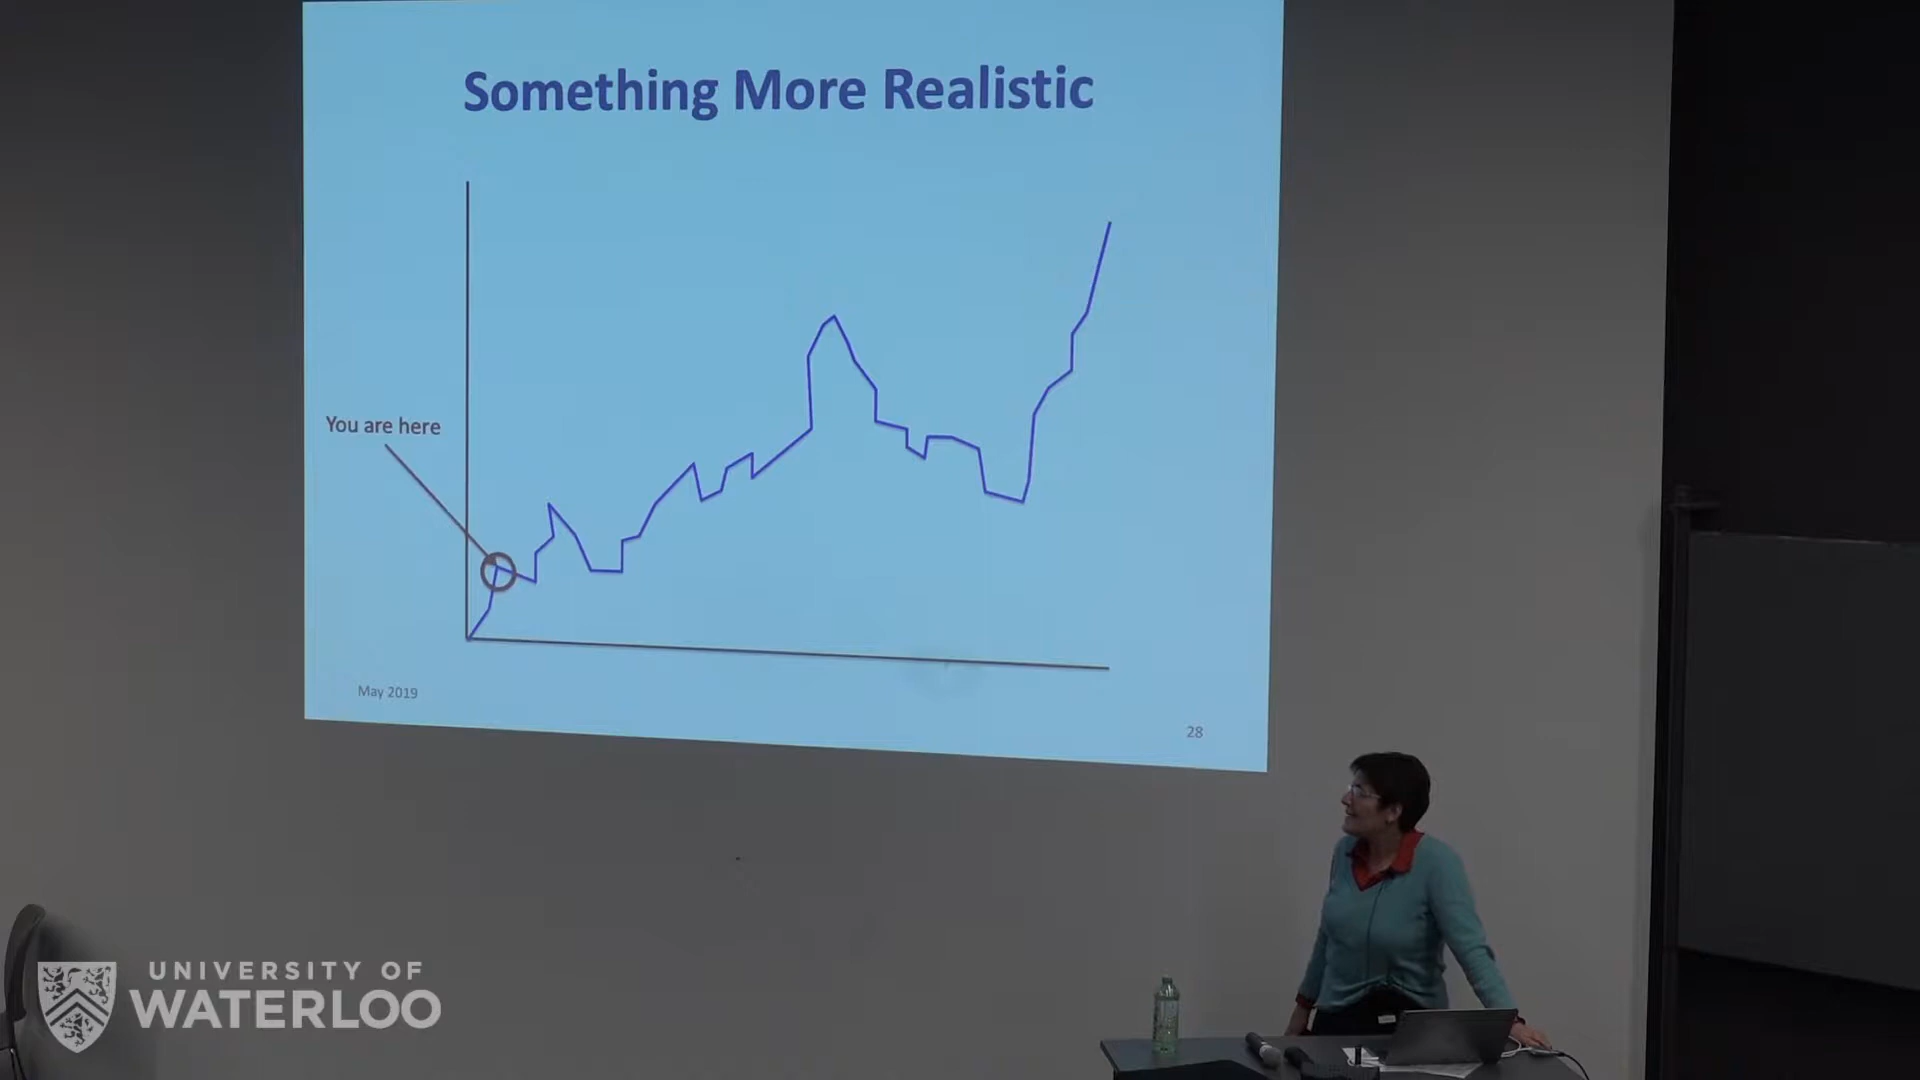 Something More Realistic
You are here
May 2019
28
UNIVERSITY OF
WATERLOO